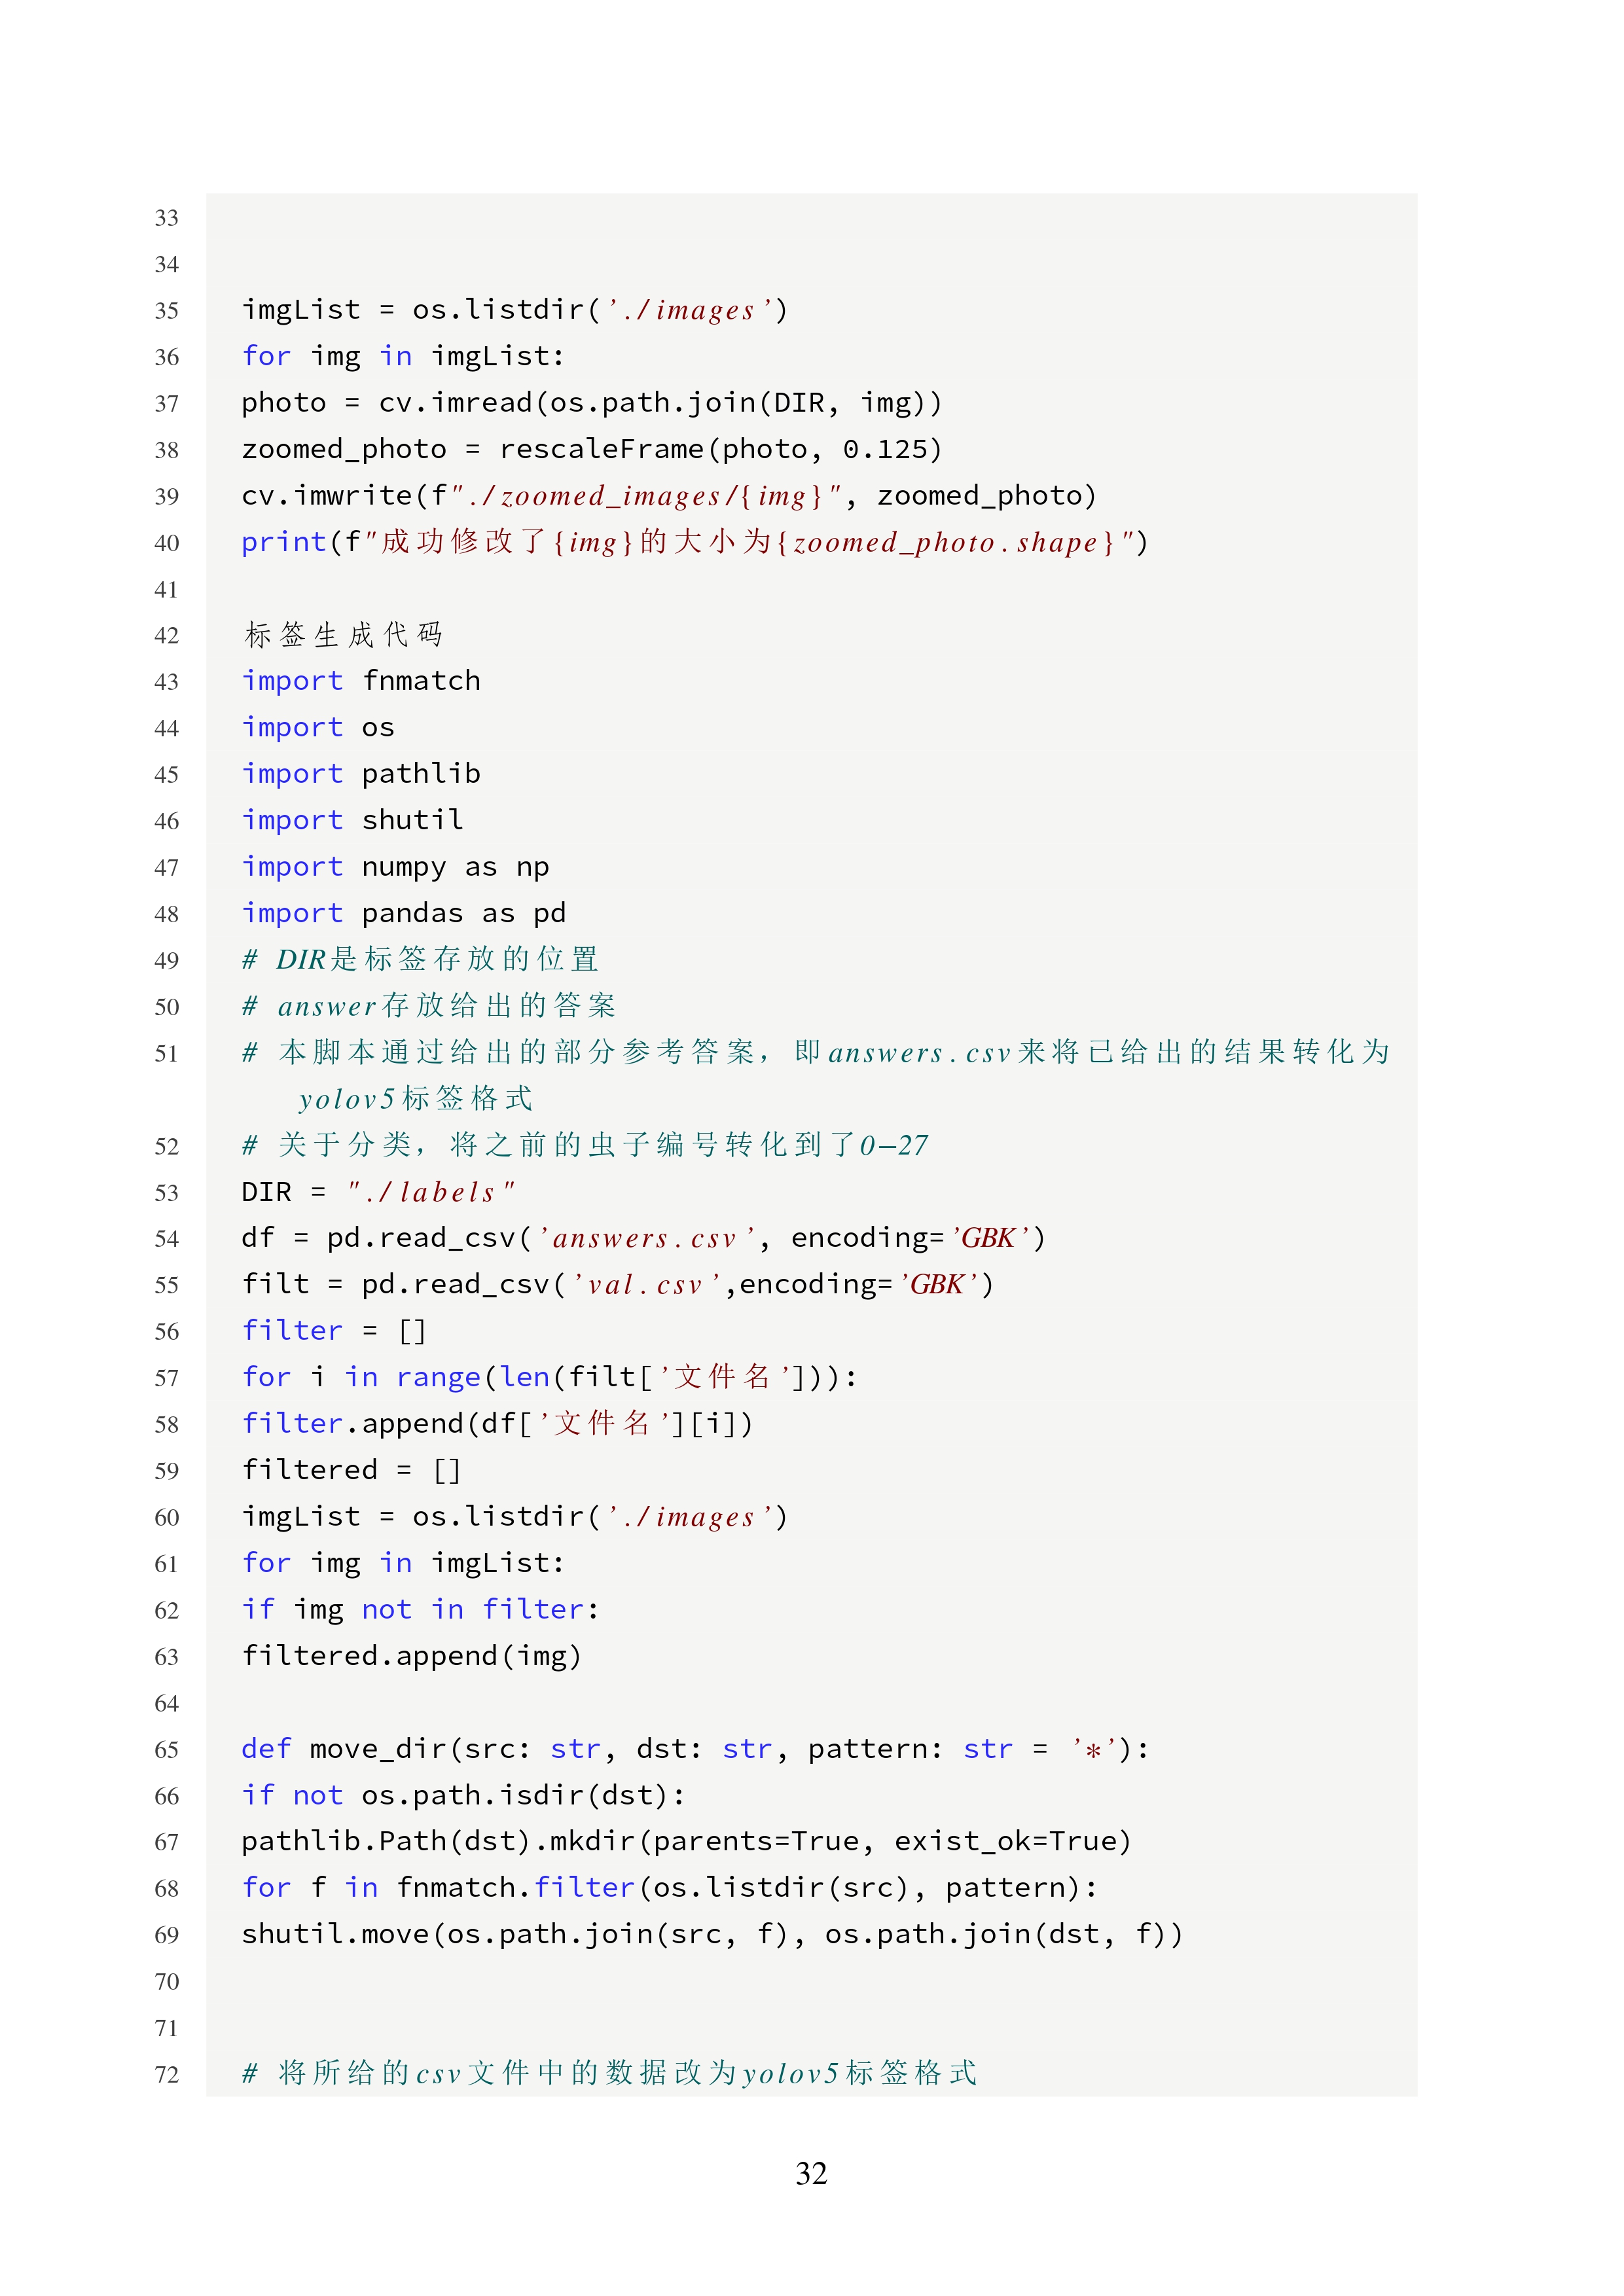 33
34
35 imgList = os.listdir('./images')
36 for img in imgList:
37 photo = cv.imread(os.path.join(DIR, img))
38 zoomed_photo = rescaleFrame(photo, 0.125)
39 cv.imwrite(f"./zoomed_images/{img}", zoomed_photo)
40 print(f"成功修改了{img}的大小为{zoomed_photo.shape}")
41
42 标签生成代码
43 import fnmatch
44 import os
45 import pathlib
46 import shutil
47 import numpy as np
48 import pandas as pd
49 # DIR是标签存放的位置
50 # answer存放给出的答案
51 # 本脚本通过给出的部分参考答案，即answers.csv来将已给出的结果转化为
yolov5标签格式
52 # 关于分类，将之前的虫子编号转化到了0-27
53 DIR = "./labels"
54 df = pd.read_csv('answers.csv', encoding='GBK')
55 filt = pd.read_csv('val.csv',encoding='GBK')
56 filter = []
57 for i in range(len(filt['文件名'])):
58 filter.append(df['文件名'][i])
59 filtered = []
60 imgList = os.listdir('./images')
61 for img in imgList:
62 if img not in filter:
63 filtered.append(img)
64
65 def move_dir(src: str, dst: str, pattern: str = '*'):
66 if not os.path.isdir(dst):
67 pathlib.Path(dst).mkdir(parents=True, exist_ok=True)
68 for f in fnmatch.filter(os.listdir(src), pattern):
69 shutil.move(os.path.join(src, f), os.path.join(dst, f))
70
71
72 # 将所给的csv文件中的数据改为yolov5标签格式
32